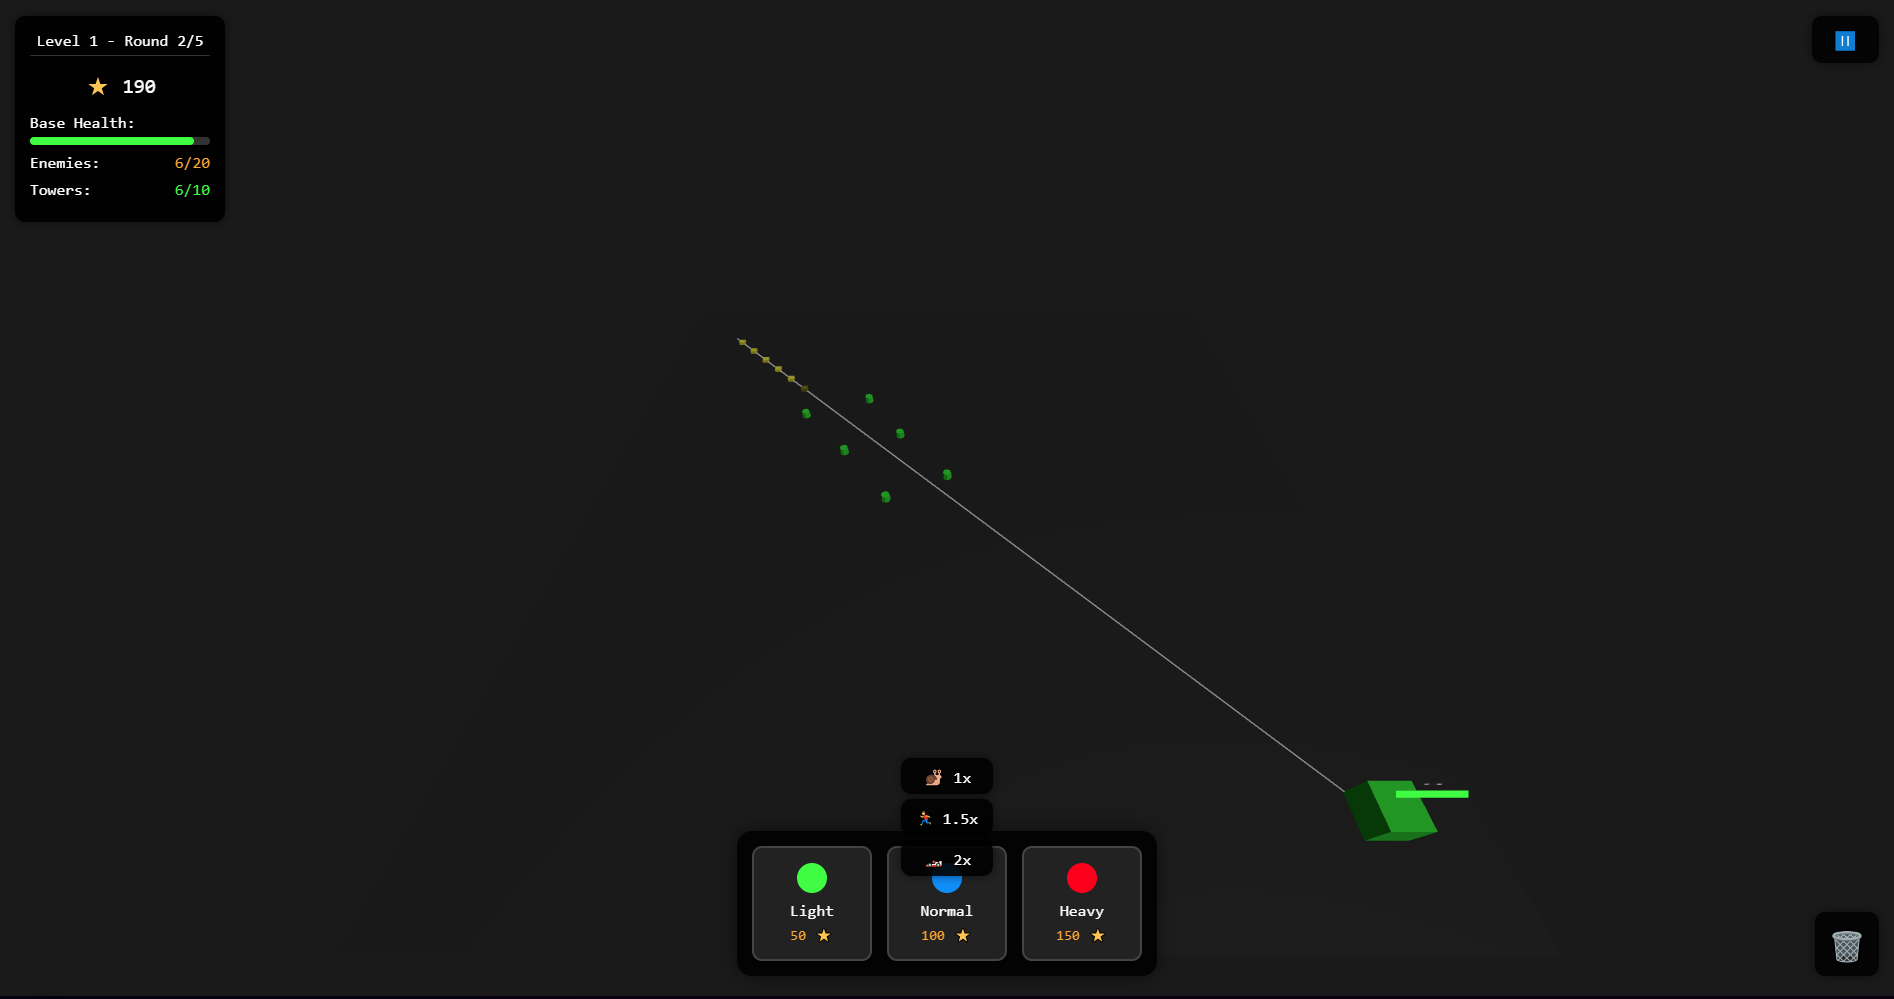 Level 1 - Round 2/5
★ 190
Base Health:
Enemies: 6/20
Towers: 6/10
1x
1.5x
2x
Light
50 ★
Normal
100 ★
Heavy
150 ★